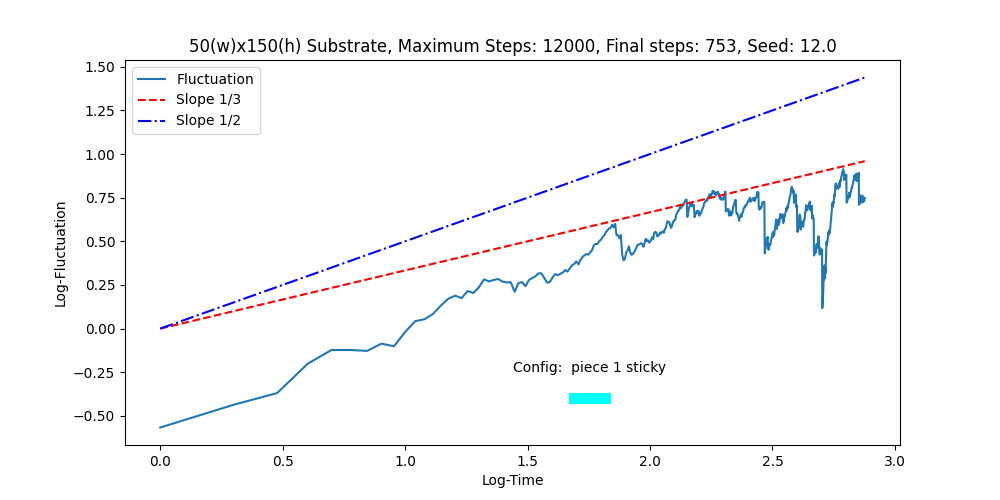 50(w)x150(h) Substrate, Maximum Steps: 12000, Final steps: 753, Seed: 12.0
Fluctuation
Slope 1/3
Slope 1/2
1.50
1.25
1.00
0.75
0.50
0.25
0.00
−0.25
−0.50
Log-Fluctuation
Config:  piece 1 sticky
0.0 0.5 1.0 1.5 2.0 2.5 3.0
Log-Time